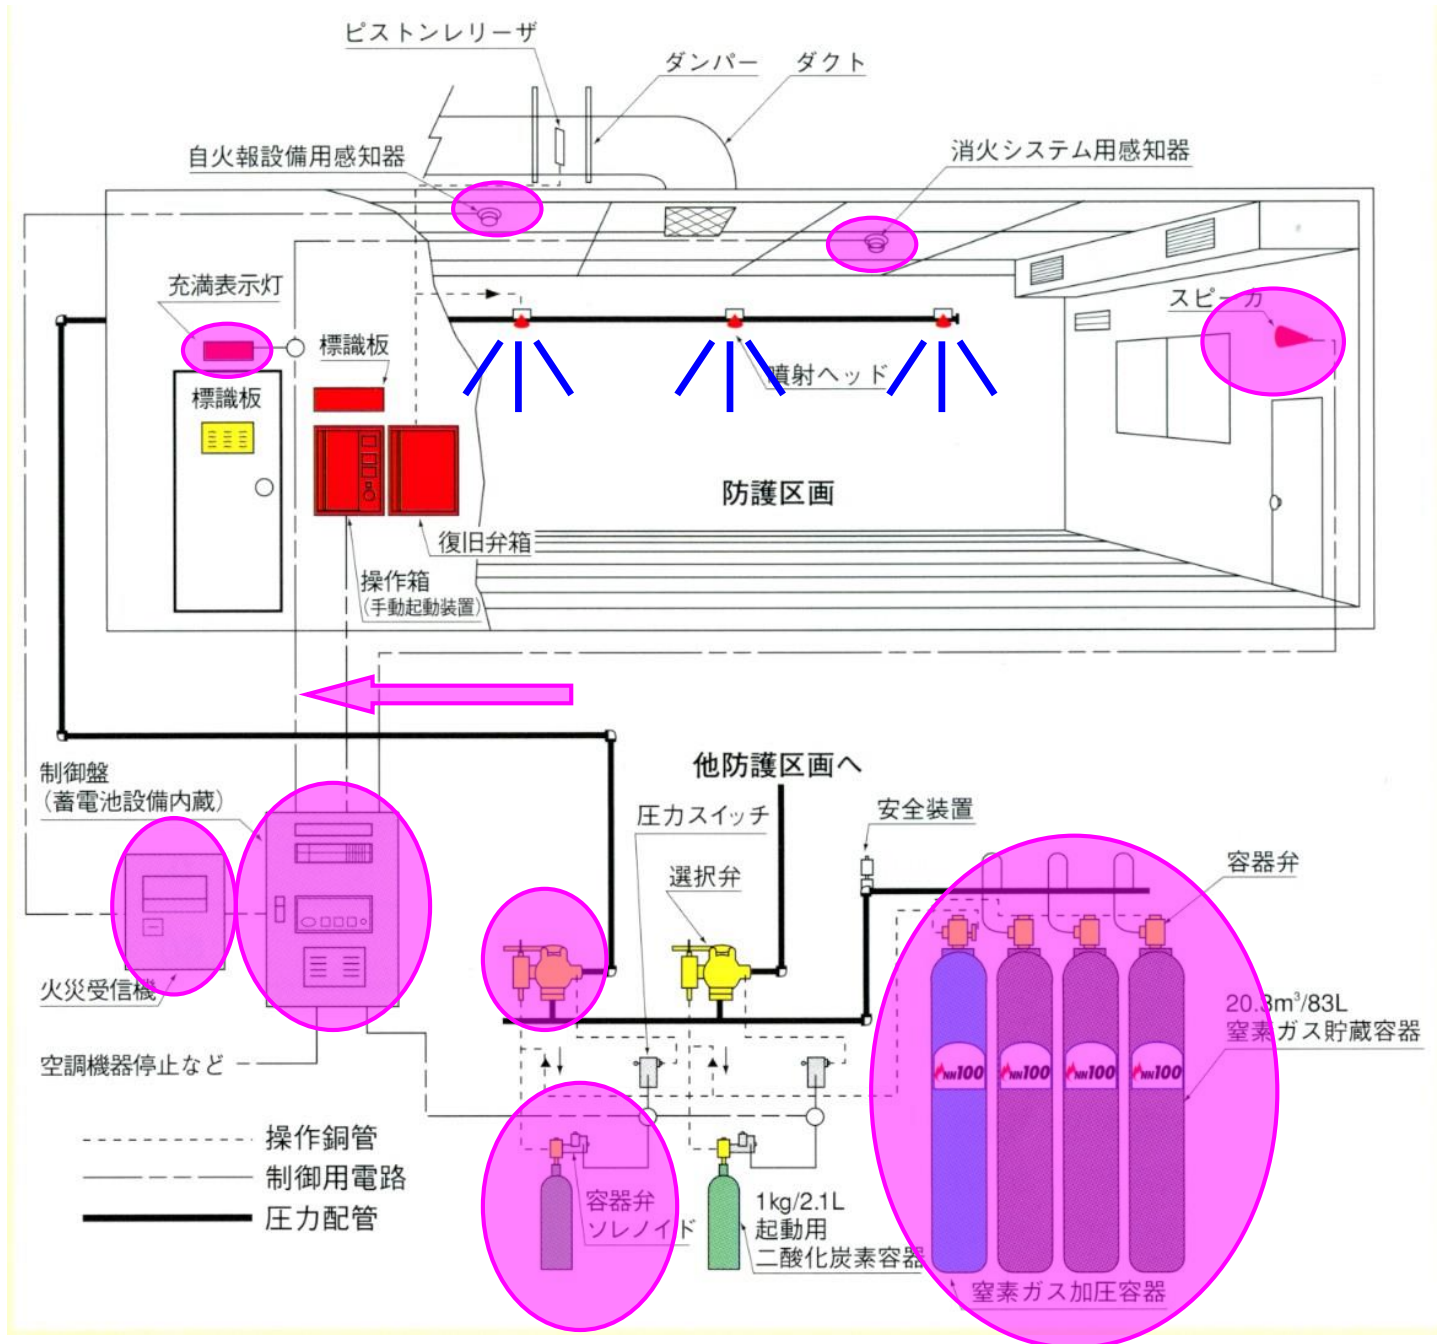 ピストンレリーザ
ダンパー
ダクト
自火報設備用感知器
消火システム用感知器
充満表示灯
標識板
標識板
スピーカ
噴射ヘッド
防護区画
復旧弁箱
操作箱
(手動起動装置)
制御盤
(蓄電池設備内蔵)
他防護区画へ
圧力スイッチ
安全装置
選択弁
容器弁
火災受信機
20.3m³/83L
窒素ガス貯蔵容器
空調機器停止など
NN100
NN100
NN100
NN100
操作銅管
制御用電路
圧力配管
容器弁
ソレノイド
1kg/2.1L
起動用
二酸化炭素容器
窒素ガス加圧容器